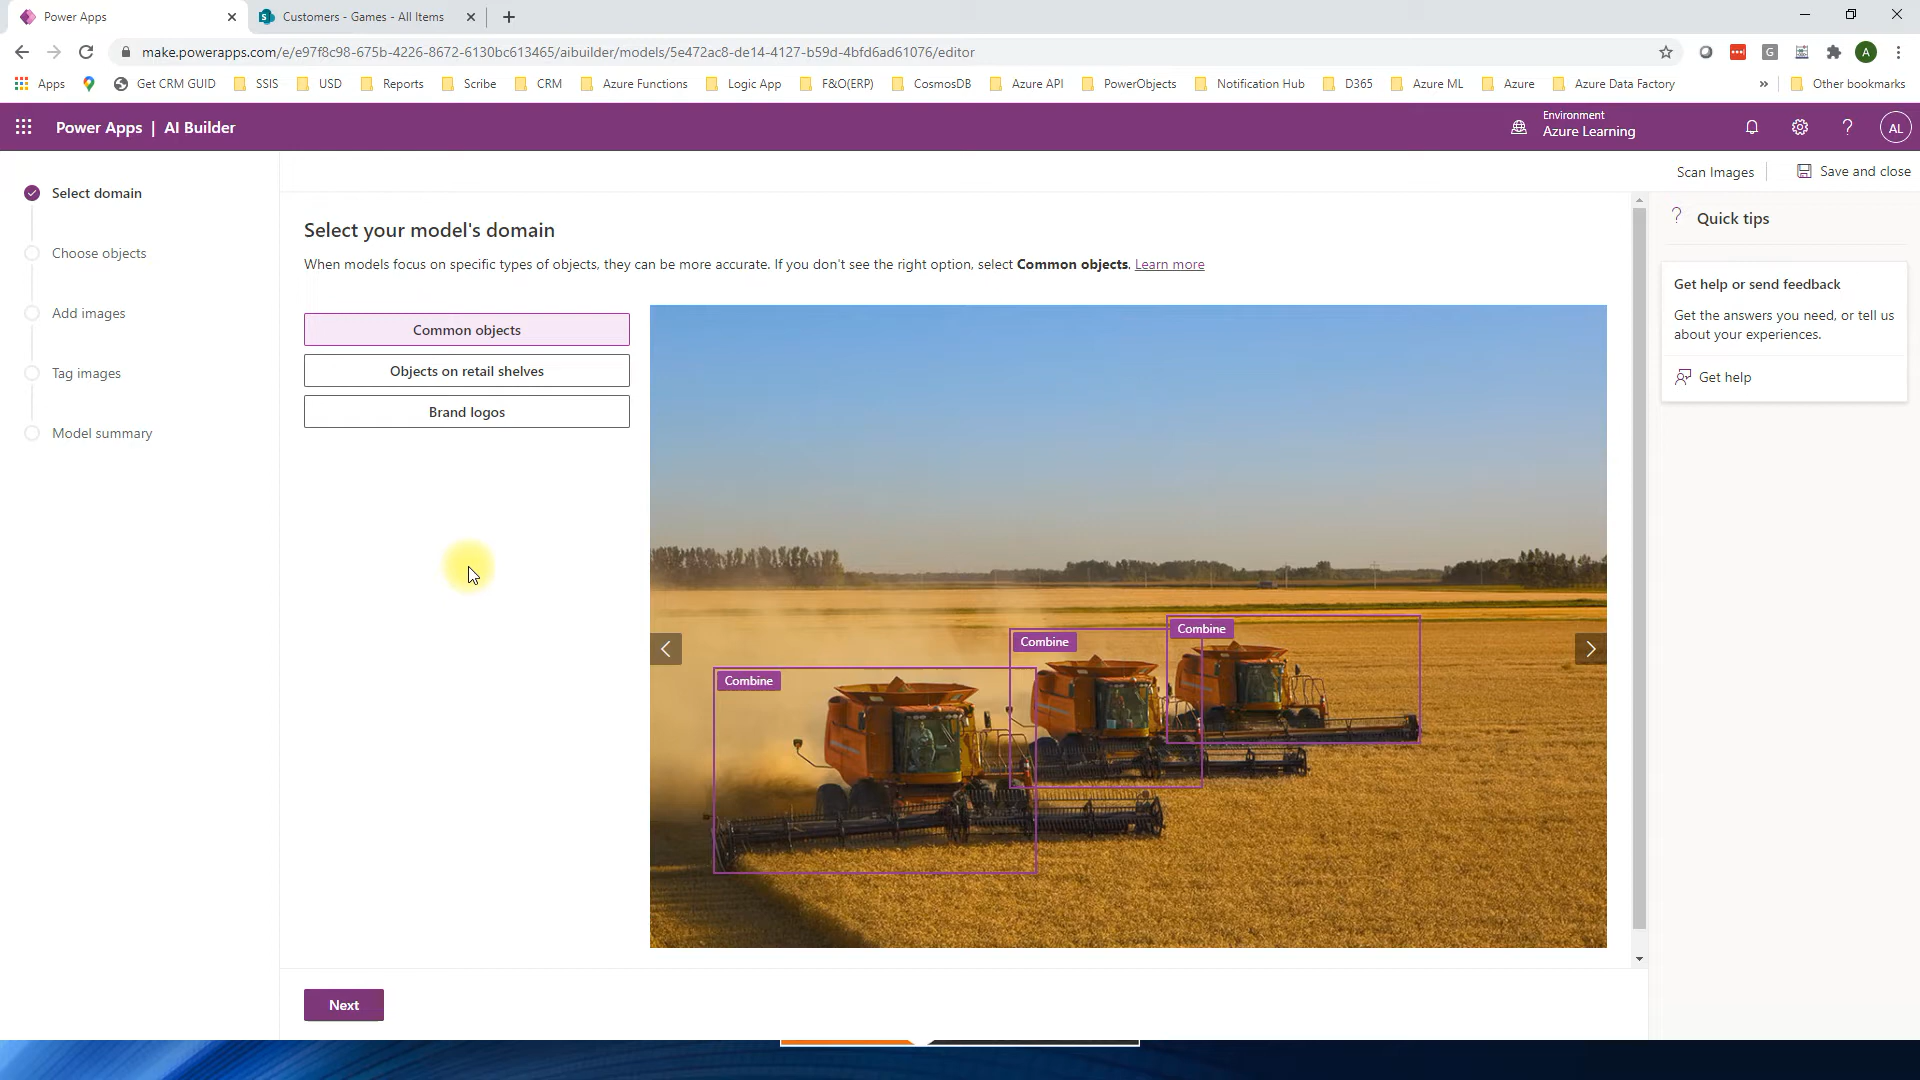 Power Apps
Customers - Games - All Items
make.powerapps.com/e/e97f8c98-675b-4226-8672-6130bc613465/aibuilder/models/5e472ac8-de14-4127-b59d-4bfd6ad61076/editor
A
Apps
Get CRM GUID
SSIS
USD
Reports
Scribe
CRM
Azure Functions
Logic App
F&O(ERP)
CosmosDB
Azure API
PowerObjects
Notification Hub
D365
Azure ML
Azure
Azure Data Factory
»
Other bookmarks
Power Apps | AI Builder
Environment
Azure Learning
AL
Scan Images
Save and close
Select domain
Choose objects
Add images
Tag images
Model summary
Select your model's domain
When models focus on specific types of objects, they can be more accurate. If you don't see the right option, select Common objects. Learn more
Common objects
Objects on retail shelves
Brand logos
Combine
Combine
Combine
Next
Quick tips
Get help or send feedback
Get the answers you need, or tell us
about your experiences.
Get help